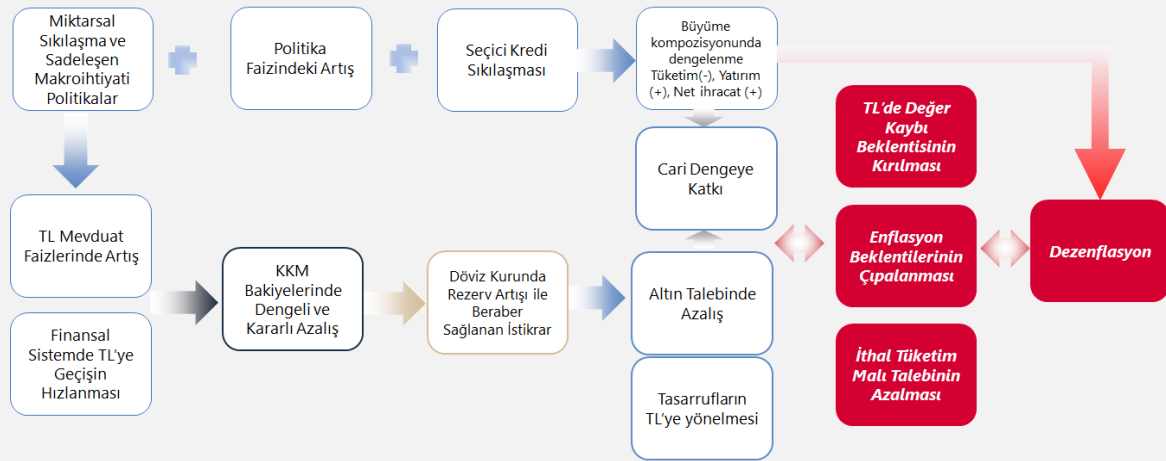 Miktarsal
Sıkılaşma ve
Sadeleşen
Makroihtiyati
Politikalar
Politika
Faizindeki Artış
Seçici Kredi
Sıkılaşması
Büyüme
kompozisyonunda
dengelenme
Tüketim(-), Yatırım
(+), Net ihracat (+)
TL'de Değer
Kaybı
Beklentisinin
Kırılması
Cari Dengeye
Katkı
TL Mevduat
Faizlerinde Artış
KKM
Bakiyelerinde
Dengeli ve
Kararlı Azalış
Döviz Kurunda
Rezerv Artışı ile
Beraber
Sağlanan İstikrar
Altın Talebinde
Azalış
Enflasyon
Beklentilerinin
Çıpalanması
Dezenflasyon
Finansal
Sistemde TL'ye
Geçişin
Hızlanması
Tasarrufların
TL'ye yönelmesi
İthal Tüketim
Malı Talebinin
Azalması